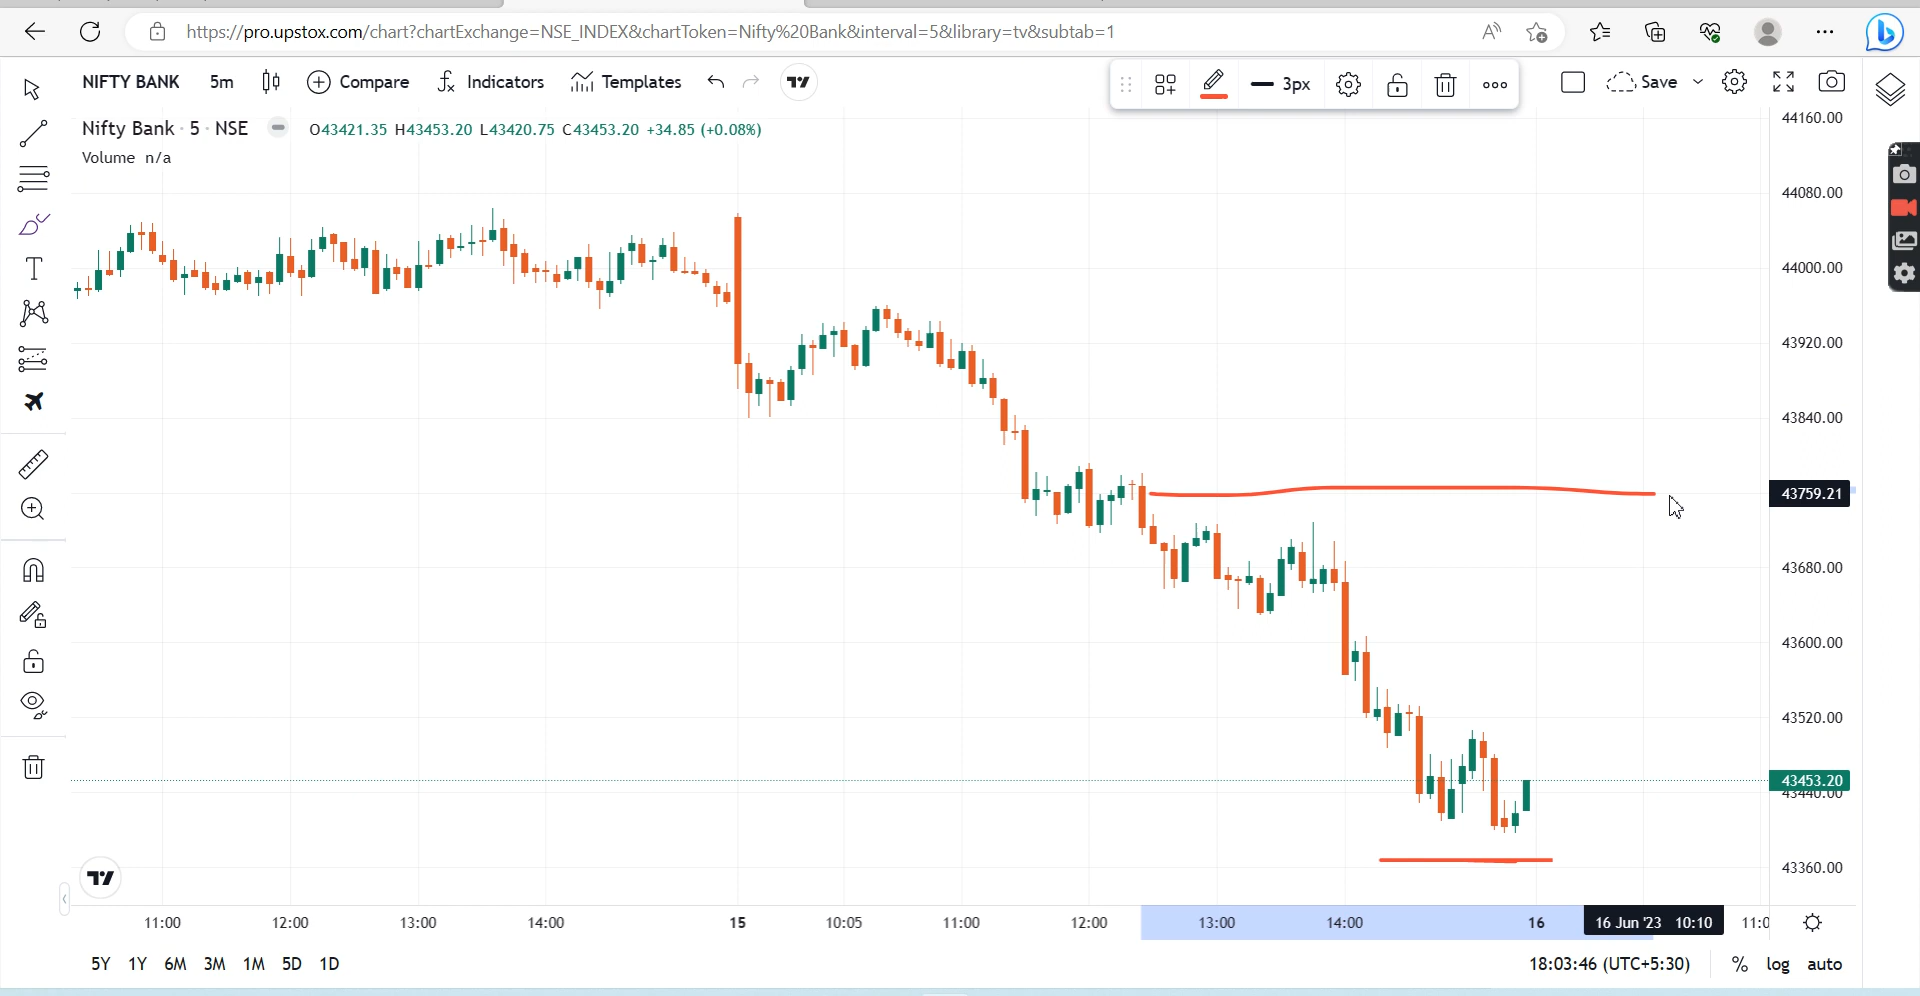 https://pro.upstox.com/chart?chartExchange=NSE_INDEX&chartToken=Nifty%20Bank&interval=5&library=tv&subtab=1
NIFTY BANK 5m Compare Indicators Templates 3px Save
Nifty Bank · 5 · NSE O43421.35 H43453.20 L43420.75 C43453.20 +34.85 (+0.08%)
Volume n/a
44160.00
44080.00
44000.00
43920.00
43840.00
43759.21
43680.00
43600.00
43520.00
43453.20
43440.00
43360.00
11:00 12:00 13:00 14:00 15 10:05 11:00 12:00 13:00 14:00 16 16 Jun '23 10:10 11:0
5Y 1Y 6M 3M 1M 5D 1D 18:03:46 (UTC+5:30) % log auto